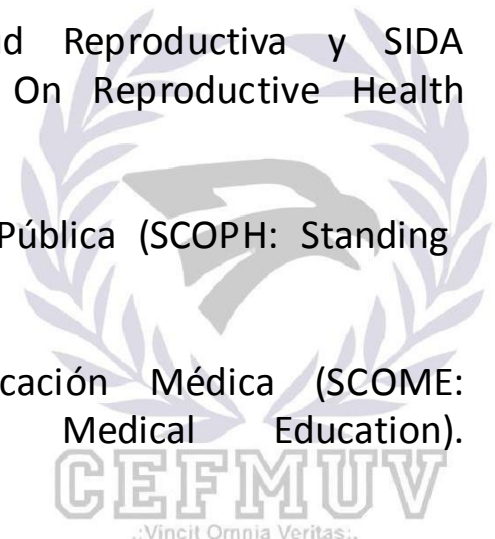 d Reproductiva y SIDA
On Reproductive Health
Pública (SCOPH: Standing
cación Médica (SCOME:
Medical Education).
CEFMUV
.:Vincit Omnia Veritas:.